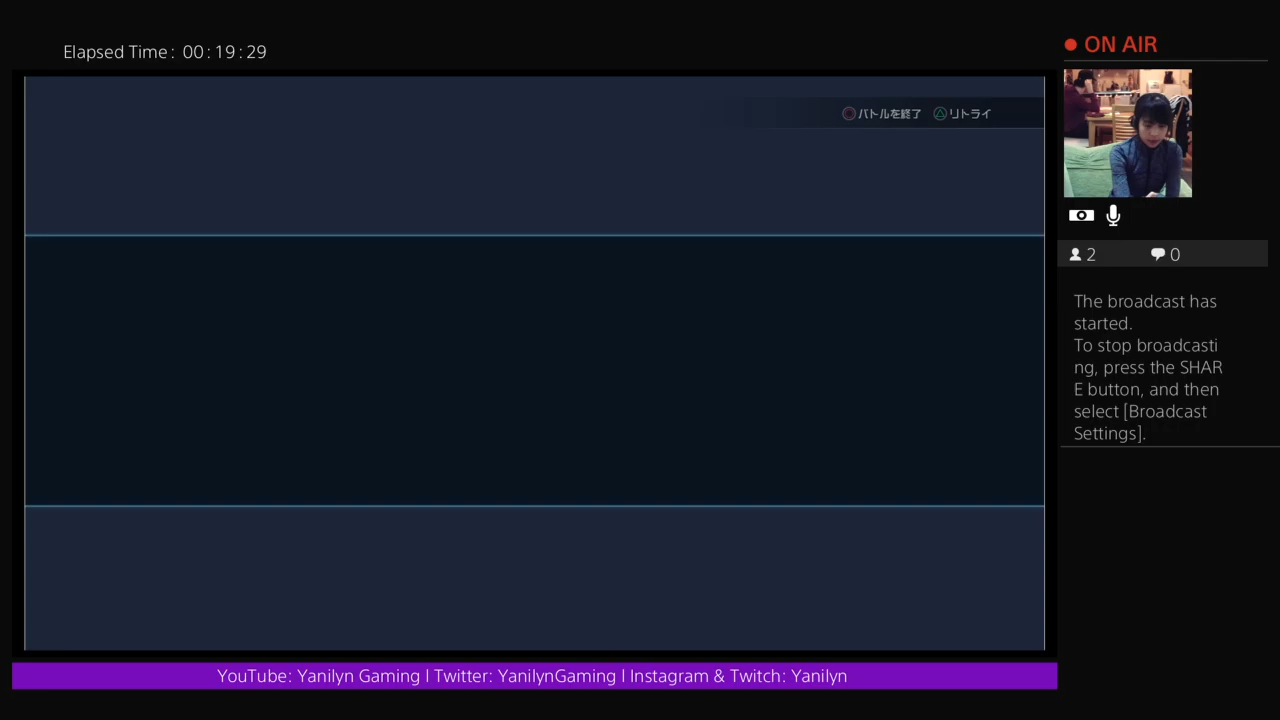 Elapsed Time: 00:19:29
ON AIR
バトルを終了 リトライ
2 0
The broadcast has
started.
To stop broadcasti
ng, press the SHAR
E button, and then
select [Broadcast
Settings].
YouTube: Yanilyn Gaming l Twitter: YanilynGaming l Instagram & Twitch: Yanilyn